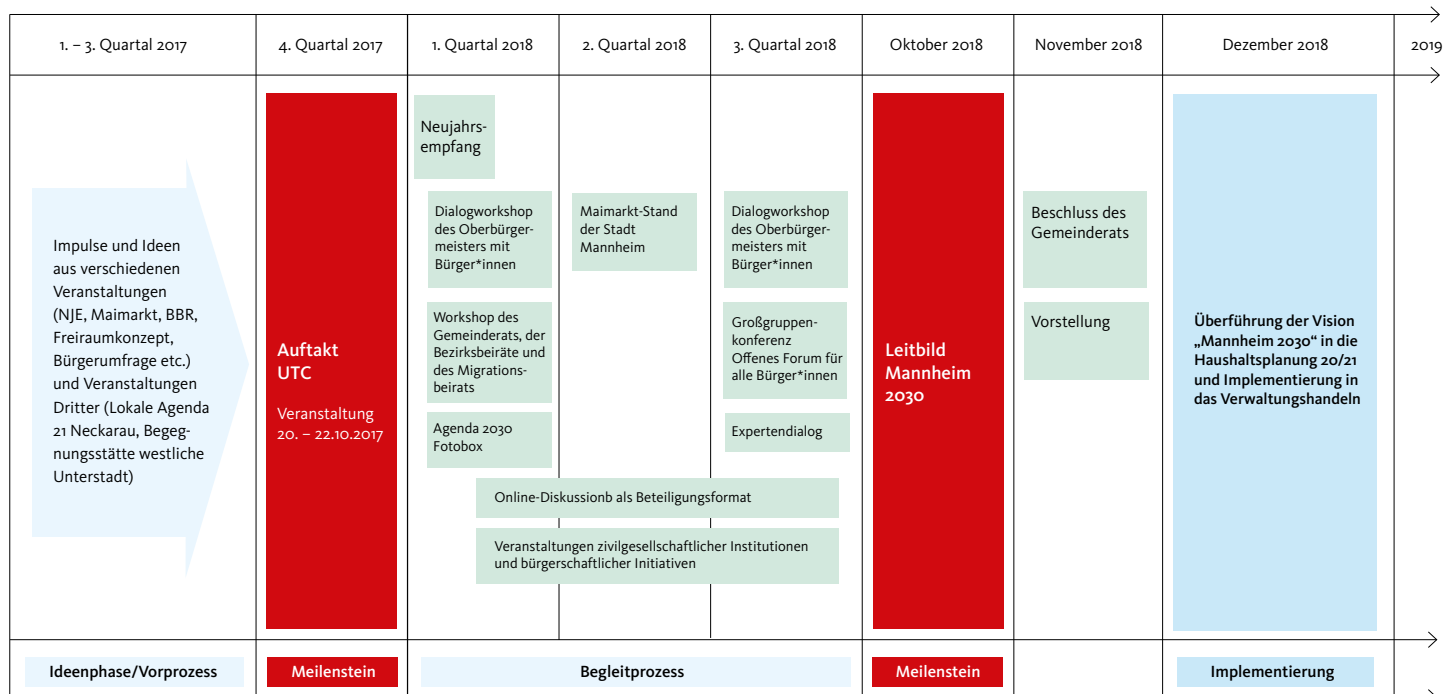 1. – 3. Quartal 2017
4. Quartal 2017
1. Quartal 2018
2. Quartal 2018
3. Quartal 2018
Oktober 2018
November 2018
Dezember 2018
2019
Impulse und Ideen
aus verschiedenen
Veranstaltungen
(NJE, Maimarkt, BBR,
Freiraumkonzept,
Bürgerumfrage etc.)
und Veranstaltungen
Dritter (Lokale Agenda
21 Neckarau, Begeg-
nungsstätte westliche
Unterstadt)
Auftakt
UTC
Veranstaltung
20. – 22.10.2017
Neujahrs-
empfang
Dialogworkshop
des Oberbürger-
meisters mit
Bürger*innen
Workshop des
Gemeinderats, der
Bezirksbeiräte und
des Migrations-
beirats
Agenda 2030
Fotobox
Maimarkt-Stand
der Stadt
Mannheim
Dialogworkshop
des Oberbürger-
meisters mit
Bürger*innen
Großgruppen-
konferenz
Offenes Forum für
alle Bürger*innen
Expertendialog
Online-Diskussionb als Beteiligungsformat
Veranstaltungen zivilgesellschaftlicher Institutionen
und bürgerschaftlicher Initiativen
Leitbild
Mannheim
2030
Beschluss des
Gemeinderats
Vorstellung
Überführung der Vision
„Mannheim 2030“ in die
Haushaltsplanung 20/21
und Implementierung in
das Verwaltungshandeln
Ideenphase/Vorprozess
Meilenstein
Begleitprozess
Meilenstein
Implementierung